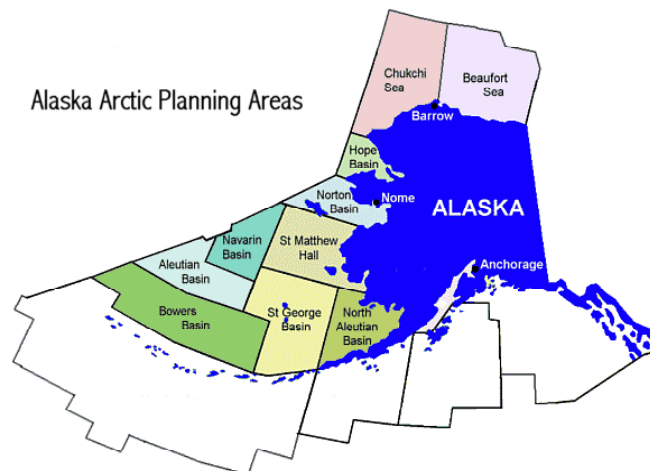 Alaska Arctic Planning Areas
Chukchi
Sea
Beaufort
Sea
Barrow
Hope
Basin
Norton
Basin
Nome
ALASKA
Navarin
Basin
St Matthew
Hall
Aleutian
Basin
Anchorage
Bowers
Basin
St George
Basin
North
Aleutian
Basin